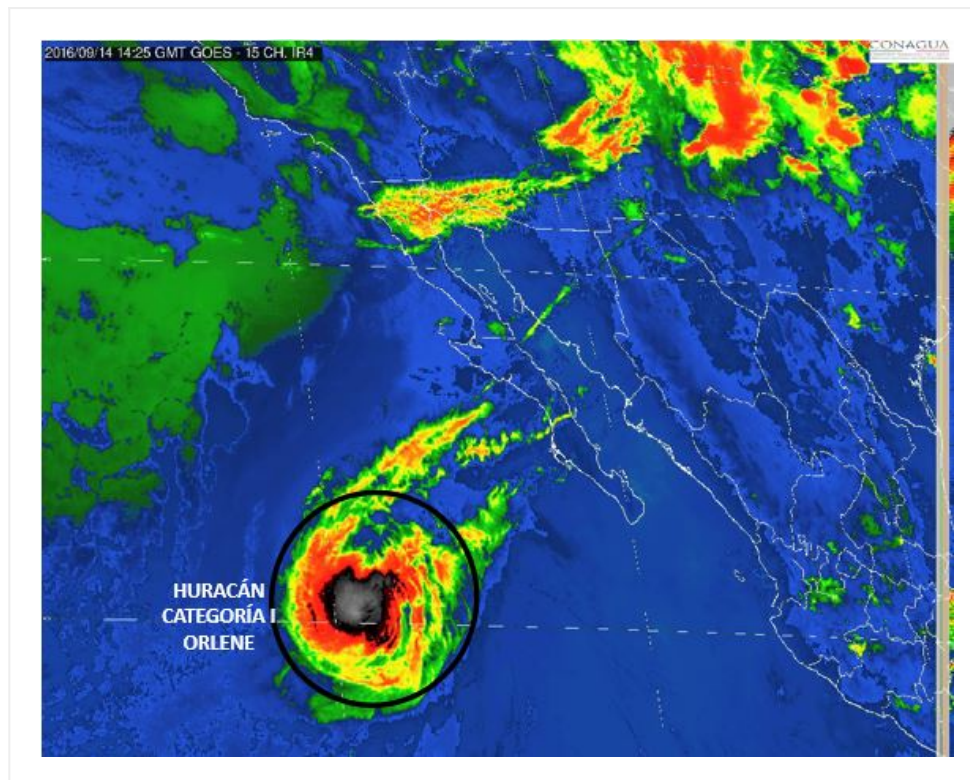 2016/09/14 14:25 GMT GOES - 15 CH. IR4
CONAGUA
HURACÁN
CATEGORÍA I
ORLENE